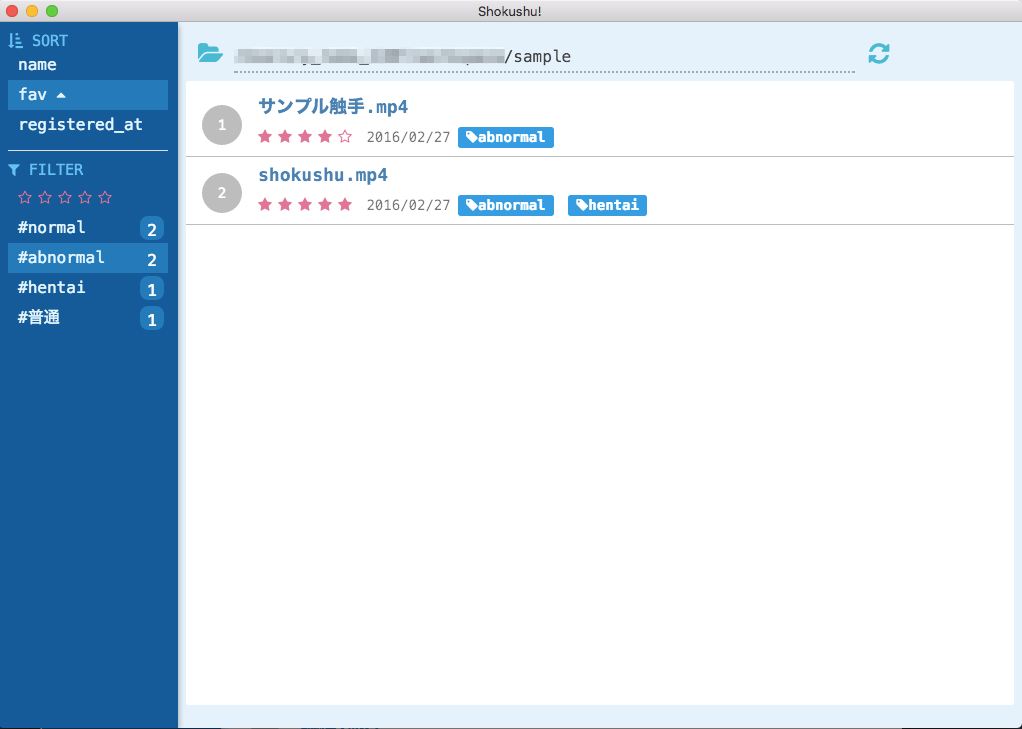 Shokushu!
SORT
name
fav
registered_at
FILTER
#normal 2
#abnormal 2
#hentai 1
#普通 1
/sample
1
サンプル触手.mp4
2016/02/27 abnormal
2
shokushu.mp4
2016/02/27 abnormal hentai